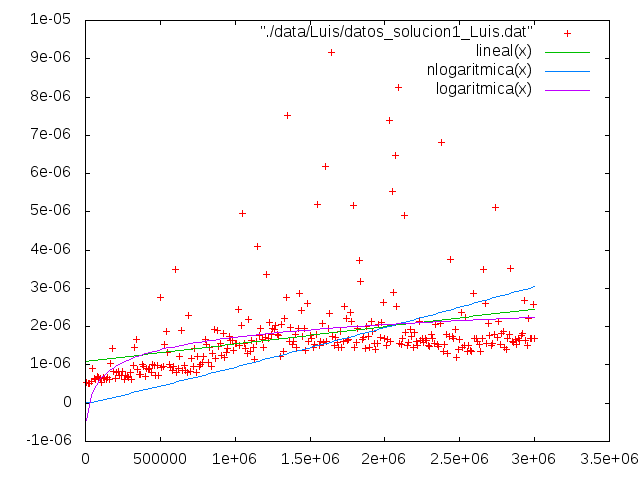 1e-05
9e-06
8e-06
7e-06
6e-06
5e-06
4e-06
3e-06
2e-06
1e-06
0
-1e-06
"./data/Luis/datos_solucion1_Luis.dat"
lineal(x)
nlogaritmica(x)
logaritmica(x)
0 500000 1e+06 1.5e+06 2e+06 2.5e+06 3e+06 3.5e+06